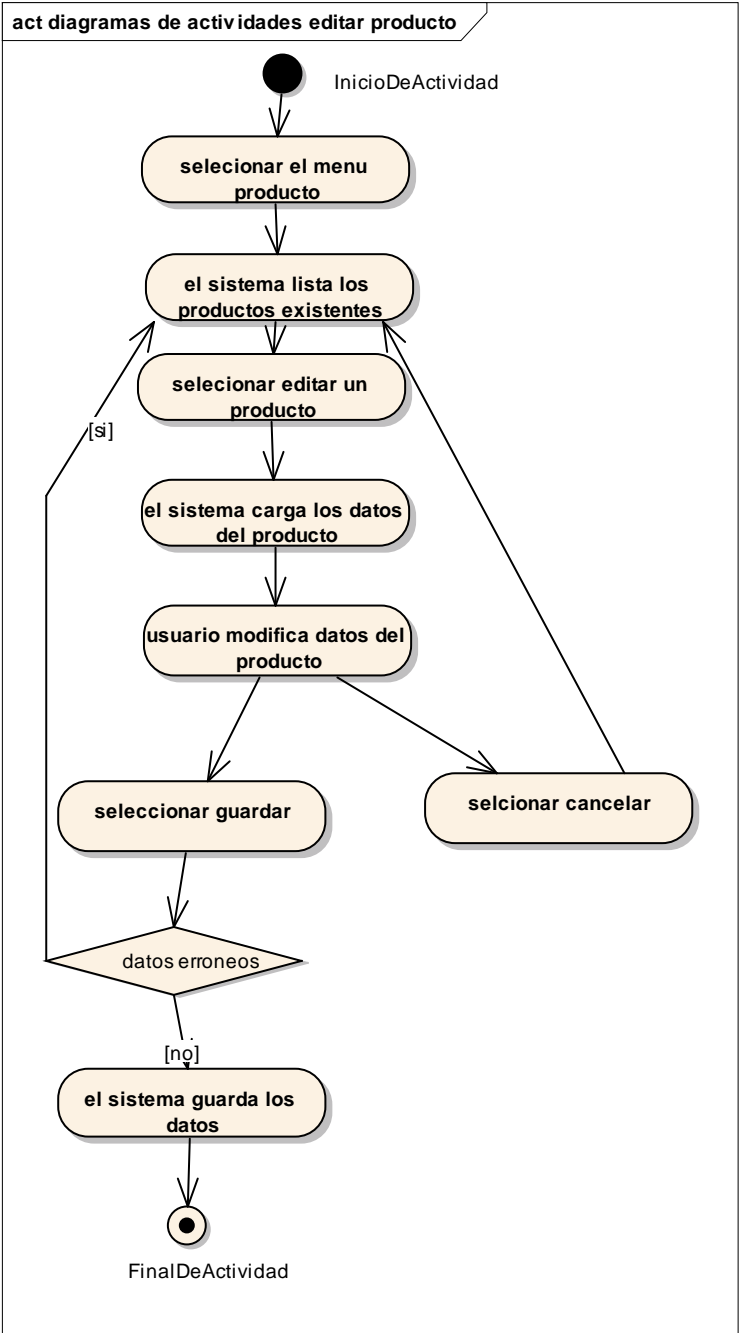 act diagramas de actividades editar producto
InicioDeActividad
selecionar el menu
producto
el sistema lista los
productos existentes
selecionar editar un
producto
[si]
el sistema carga los datos
del producto
usuario modifica datos del
producto
seleccionar guardar
selcionar cancelar
datos erroneos
[no]
el sistema guarda los
datos
FinalDeActividad